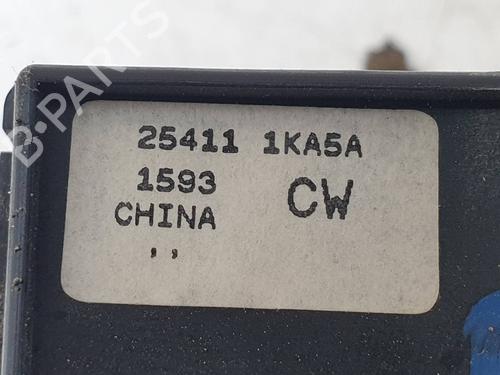 B-PARTS
25411 1KA5A
1593 CW
CHINA
,,